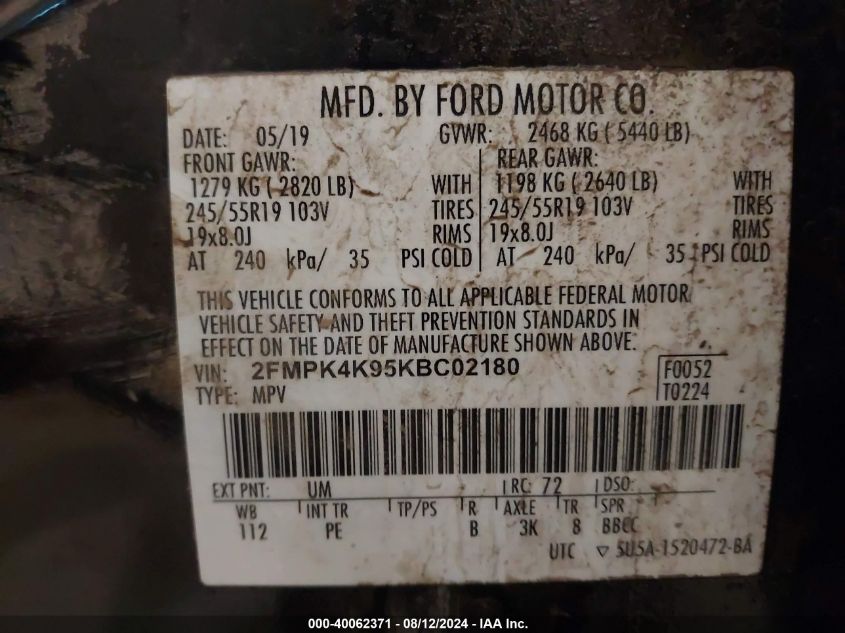 MFD. BY FORD MOTOR CO.
DATE: 05/19 GVWR: 2468 KG ( 5440 LB)
FRONT GAWR: REAR GAWR:
1279 KG ( 2820 LB) WITH 1198 KG ( 2640 LB) WITH
245/55R19 103V TIRES 245/55R19 103V TIRES
19x8.0J RIMS 19x8.0J RIMS
AT 240 kPa/ 35 PSI COLD AT 240 kPa/ 35 PSI COLD
THIS VEHICLE CONFORMS TO ALL APPLICABLE FEDERAL MOTOR
VEHICLE SAFETY AND THEFT PREVENTION STANDARDS IN
EFFECT ON THE DATE OF MANUFACTURE SHOWN ABOVE.
VIN: 2FMPK4K95KBC02180 F0052
TYPE: MPV T0224
EXT PNT: UM RC: 72 DSO:
WB INT TR TP/PS R AXLE TR SPR
112 PE B 3K 8 BBCC
UTC ▽ SU5A-1520472-BA
000-40062371 - 08/12/2024 - IAA Inc.